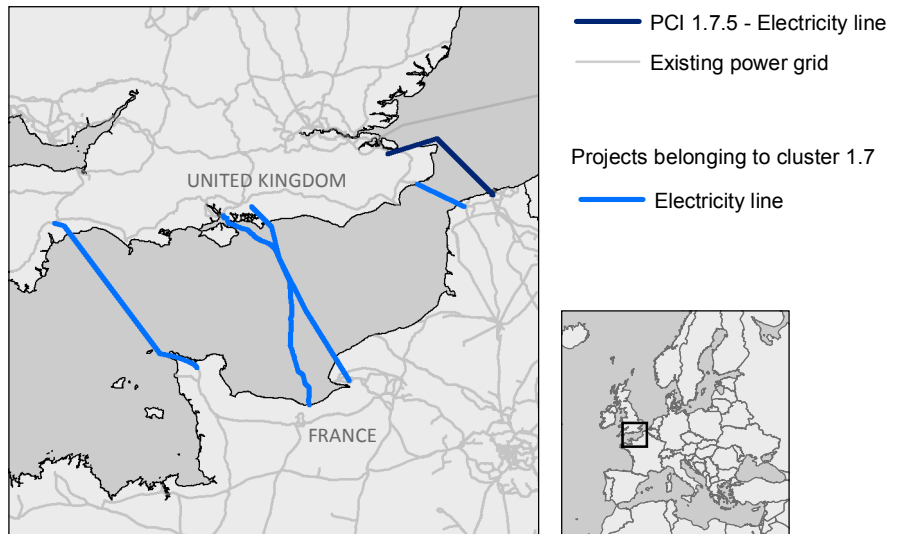 PCI 1.7.5 - Electricity line
Existing power grid
Projects belonging to cluster 1.7
Electricity line
UNITED KINGDOM
FRANCE